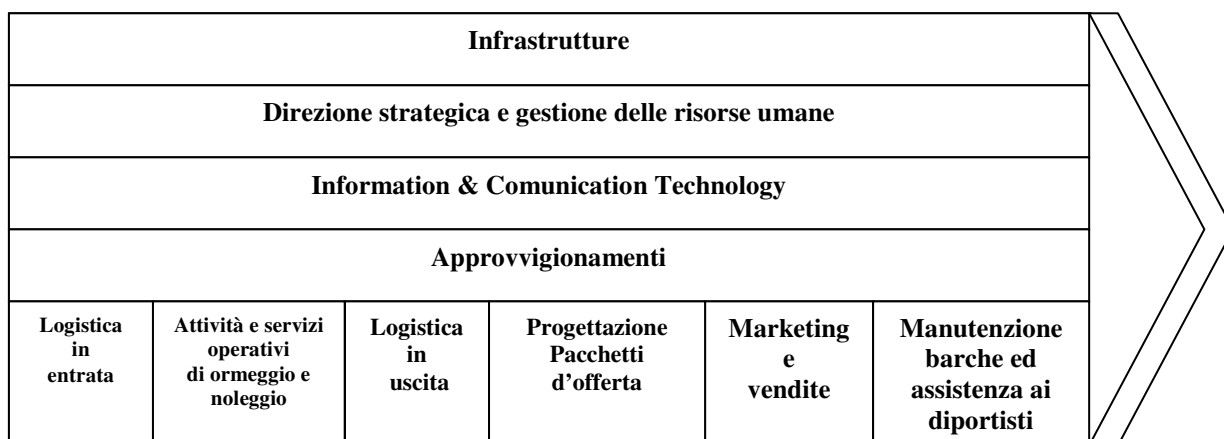 Infrastrutture
Direzione strategica e gestione delle risorse umane
Information & Comunication Technology
Approvvigionamenti
Logistica
in
entrata
Attività e servizi
operativi
di ormeggio e
noleggio
Logistica
in
uscita
Progettazione
Pacchetti
d’offerta
Marketing
e
vendite
Manutenzione
barche ed
assistenza ai
diportisti